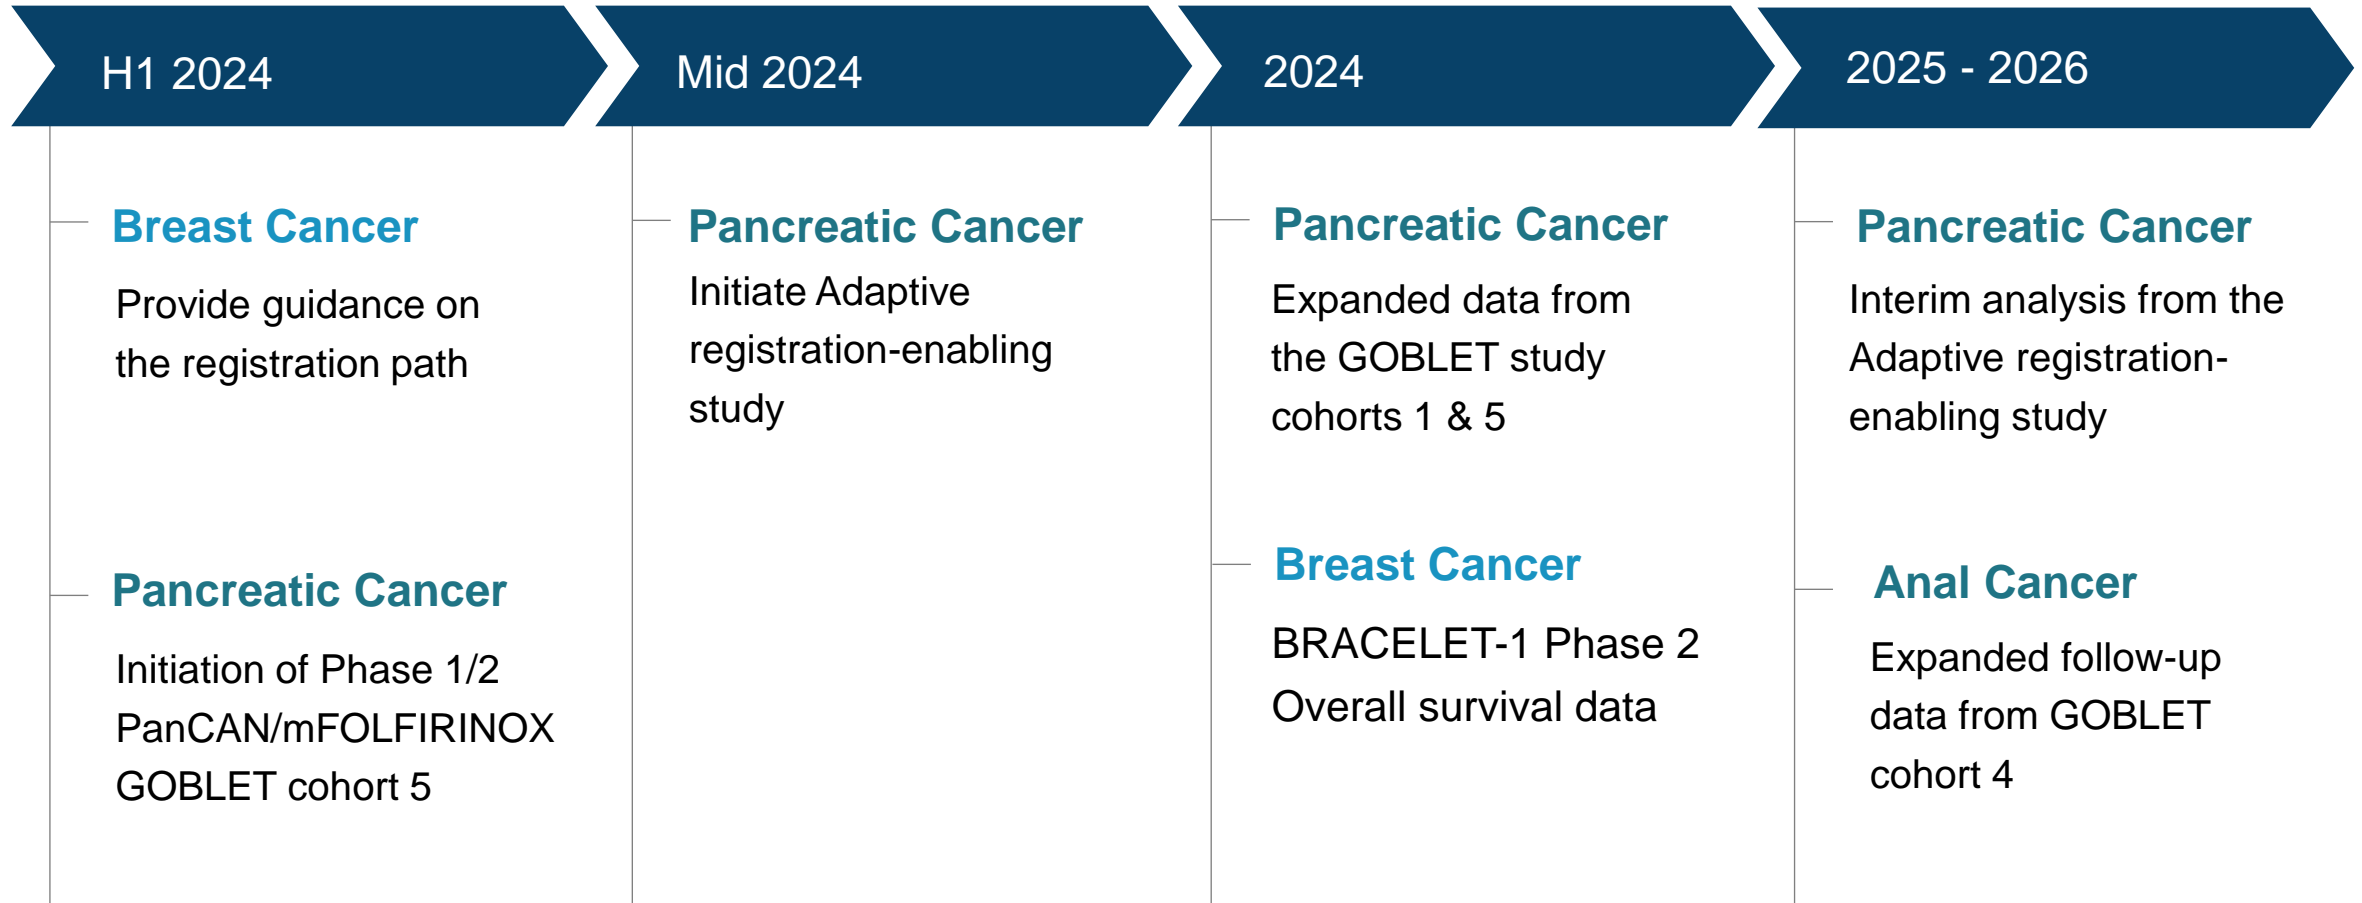 H1 2024
Breast Cancer
Provide guidance on
the registration path
Pancreatic Cancer
Initiation of Phase 1/2
PanCAN/mFOLFIRINOX
GOBLET cohort 5
Mid 2024
Pancreatic Cancer
Initiate Adaptive
registration-enabling
study
2024
Pancreatic Cancer
Expanded data from
the GOBLET study
cohorts 1 & 5
Breast Cancer
BRACELET-1 Phase 2
Overall survival data
2025 - 2026
Pancreatic Cancer
Interim analysis from the
Adaptive registration-
enabling study
Anal Cancer
Expanded follow-up
data from GOBLET
cohort 4